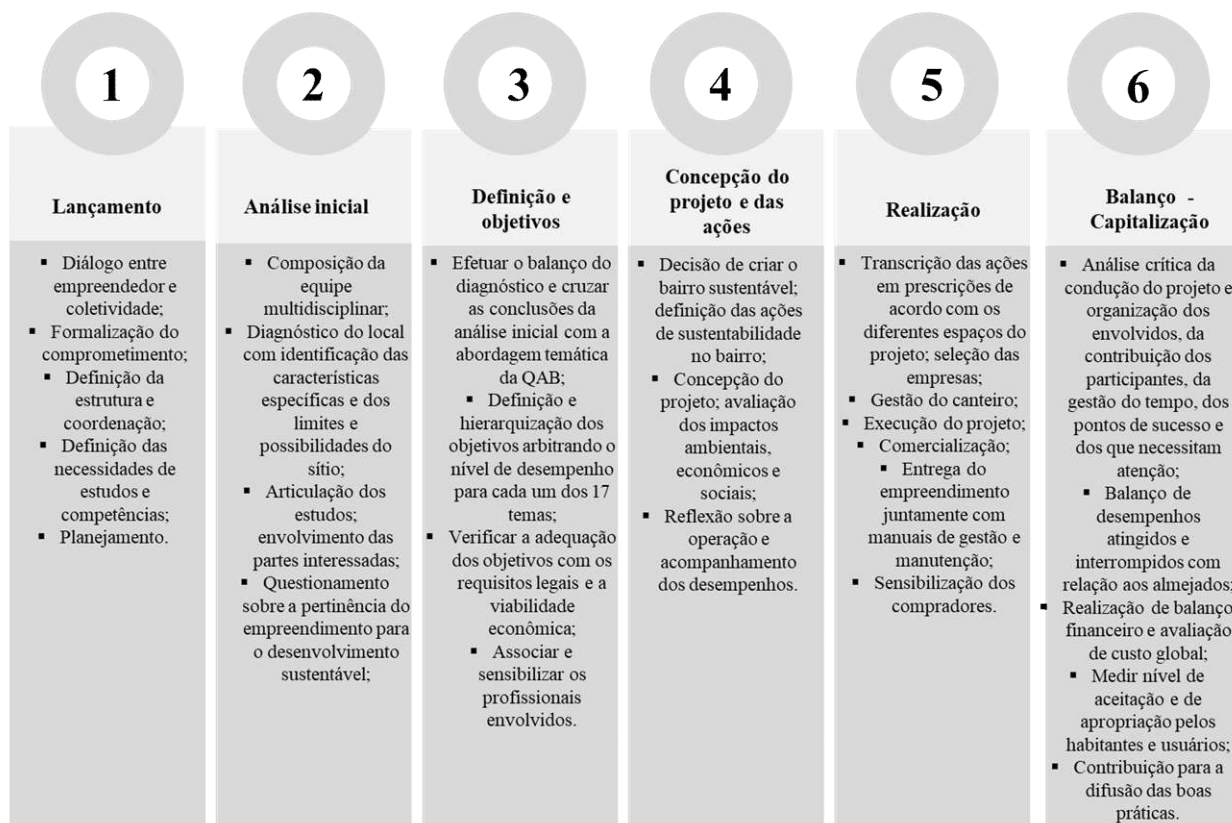 1
Lançamento
▪ Diálogo entre
empreendedor e
coletividade;
▪ Formalização do
comprometimento;
▪ Definição da
estrutura e
coordenação;
▪ Definição das
necessidades de
estudos e
competências;
▪ Planejamento.
2
Análise inicial
▪ Composição da
equipe
multidisciplinar;
▪ Diagnóstico do local
com identificação das
características
específicas e dos
limites e
possibilidades do
sítio;
▪ Articulação dos
estudos;
envolvimento das
partes interessadas;
▪ Questionamento
sobre a pertinência do
empreendimento para
o desenvolvimento
sustentável;
3
Definição e
objetivos
▪ Efetuar o balanço do
diagnóstico e cruzar
as conclusões da
análise inicial com a
abordagem temática
da QAB;
▪ Definição e
hierarquização dos
objetivos arbitrando o
nível de desempenho
para cada um dos 17
temas;
▪ Verificar a adequação
dos objetivos com os
requisitos legais e a
viabilidade
econômica;
▪ Associar e
sensibilizar os
profissionais
envolvidos.
4
Concepção do
projeto e das
ações
▪ Decisão de criar o
bairro sustentável;
definição das ações
de sustentabilidade
no bairro;
▪ Concepção do
projeto; avaliação
dos impactos
ambientais,
econômicos e
sociais;
▪ Reflexão sobre a
operação e
acompanhamento
dos desempenhos.
5
Realização
▪ Transcrição das ações
em prescrições de
acordo com os
diferentes espaços do
projeto; seleção das
empresas;
▪ Gestão do canteiro;
▪ Execução do projeto;
▪ Comercialização;
▪ Entrega do
empreendimento
juntamente com
manuais de gestão e
manutenção;
▪ Sensibilização dos
compradores.
6
Balanço -
Capitalização
▪ Análise crítica da
condução do projeto e
organização dos
envolvidos, da
contribuição dos
participantes, da
gestão do tempo, dos
pontos de sucesso e
dos que necessitam
atenção;
▪ Balanço de
desempenhos
atingidos e
interrompidos com
relação aos almejados;
▪ Realização de balanço
financeiro e avaliação
de custo global;
▪ Medir nível de
aceitação e de
apropriação pelos
habitantes e usuários;
▪ Contribuição para a
difusão das boas
práticas.